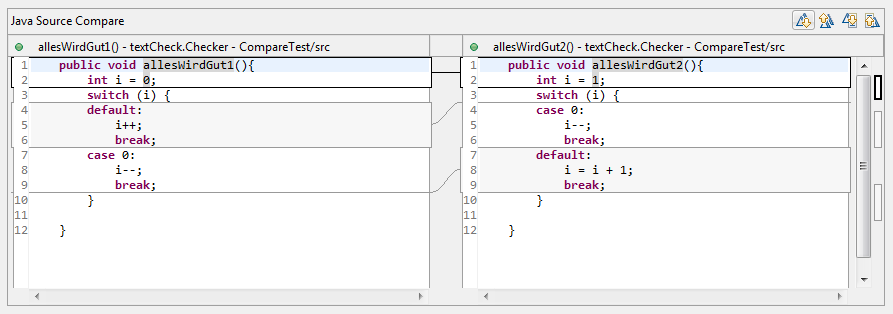 Java Source Compare
allesWirdGut1() - textCheck.Checker - CompareTest/src
1 public void allesWirdGut1(){
2 int i = 0;
3 switch (i) {
4 default:
5 i++;
6 break;
7 case 0:
8 i--;
9 break;
10 }
11
12 }
allesWirdGut2() - textCheck.Checker - CompareTest/src
1 public void allesWirdGut2(){
2 int i = 1;
3 switch (i) {
4 case 0:
5 i--;
6 break;
7 default:
8 i = i + 1;
9 break;
10 }
11
12 }